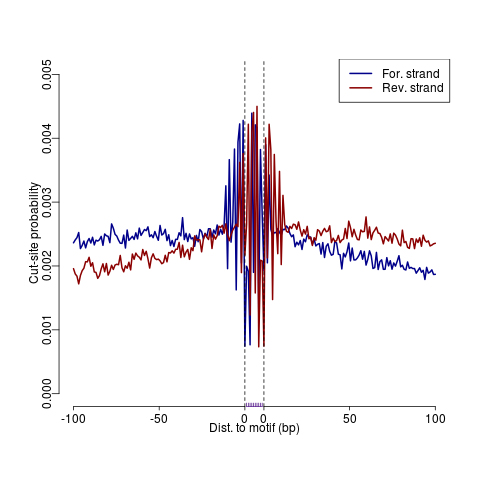 For. strand
Rev. strand
Cut-site probability
0.005
0.004
0.003
0.002
0.001
0.000
-100 -50 0 0 50 100
Dist. to motif (bp)